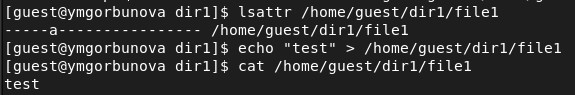 [guest@ymgorbunova dir1]$ lsattr /home/guest/dir1/file1
-----a---------------- /home/guest/dir1/file1
[guest@ymgorbunova dir1]$ echo "test" > /home/guest/dir1/file1
[guest@ymgorbunova dir1]$ cat /home/guest/dir1/file1
test